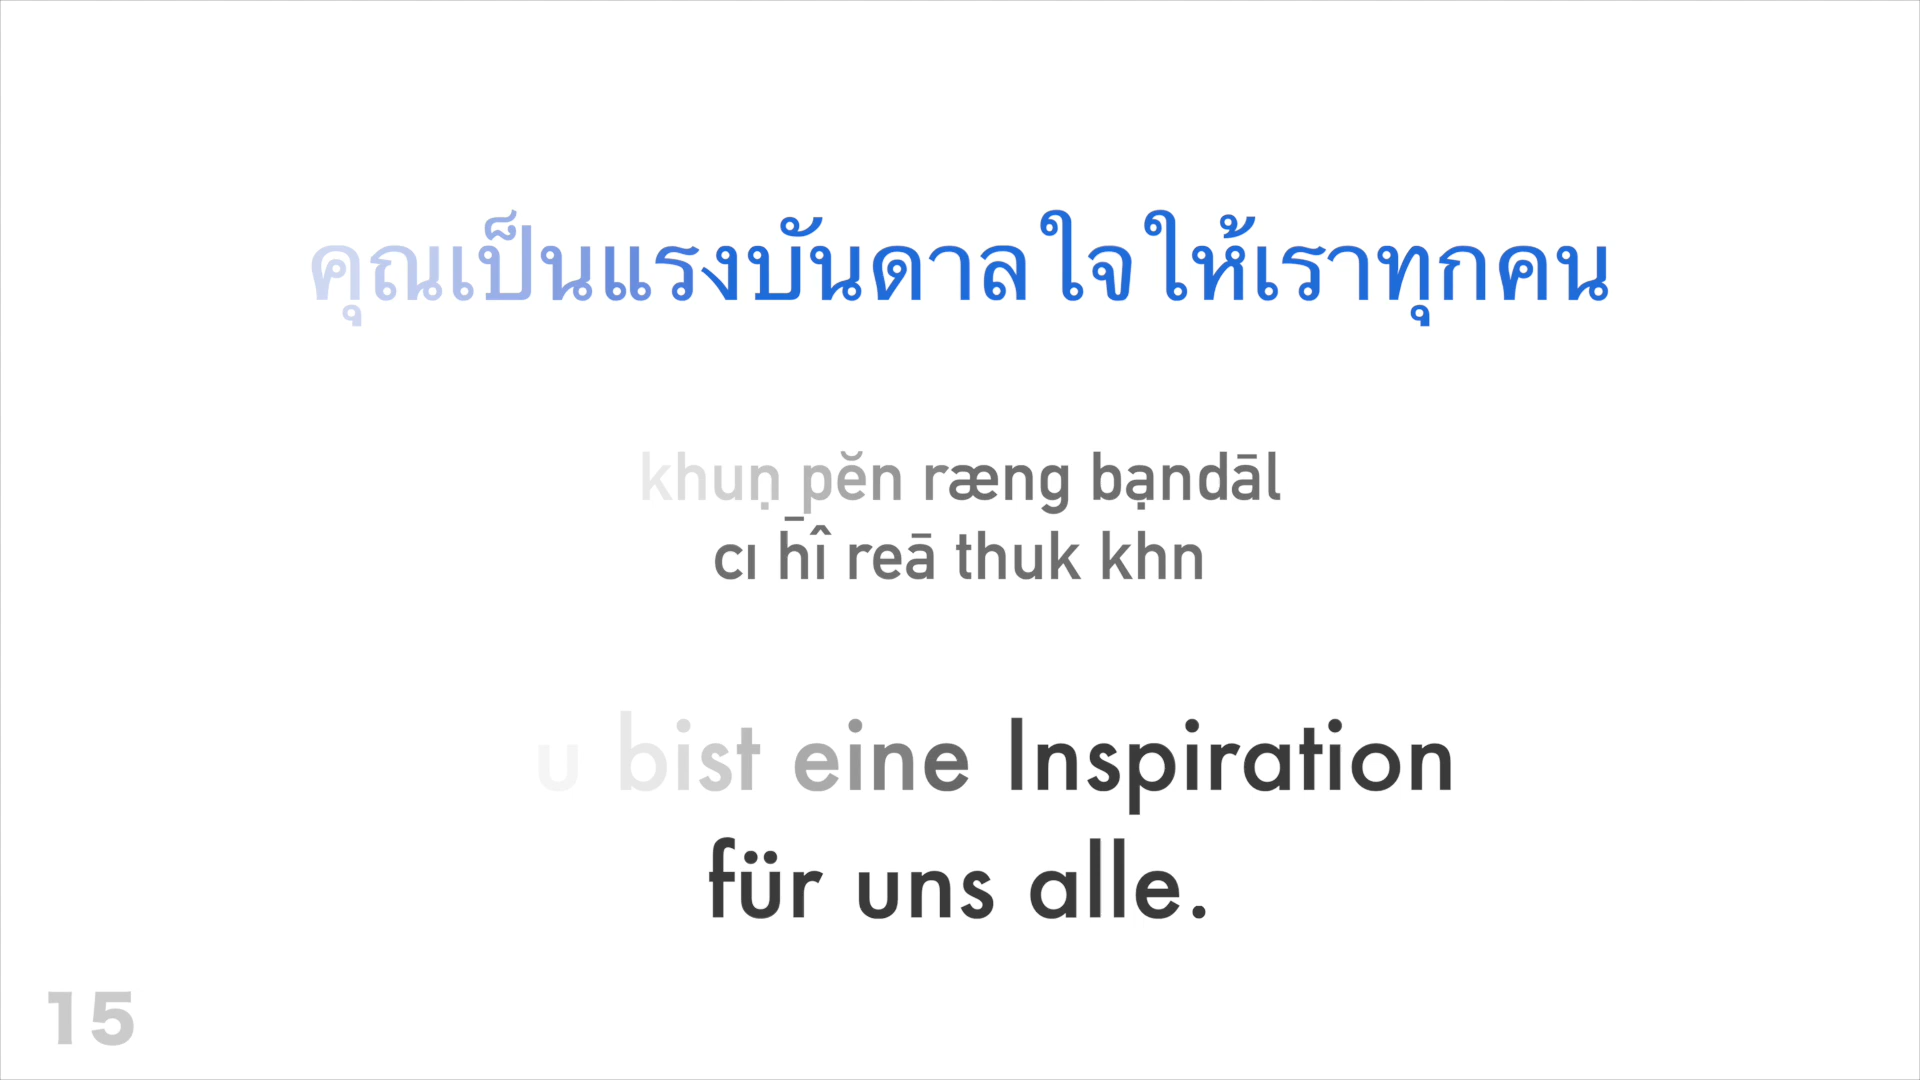 คุณเป็นแรงบันดาลใจให้เราทุกคน
khuṇ pĕn ræng bạndāl
cı h̄ı̂ reā thuk khn
u bist eine Inspiration
für uns alle.
15